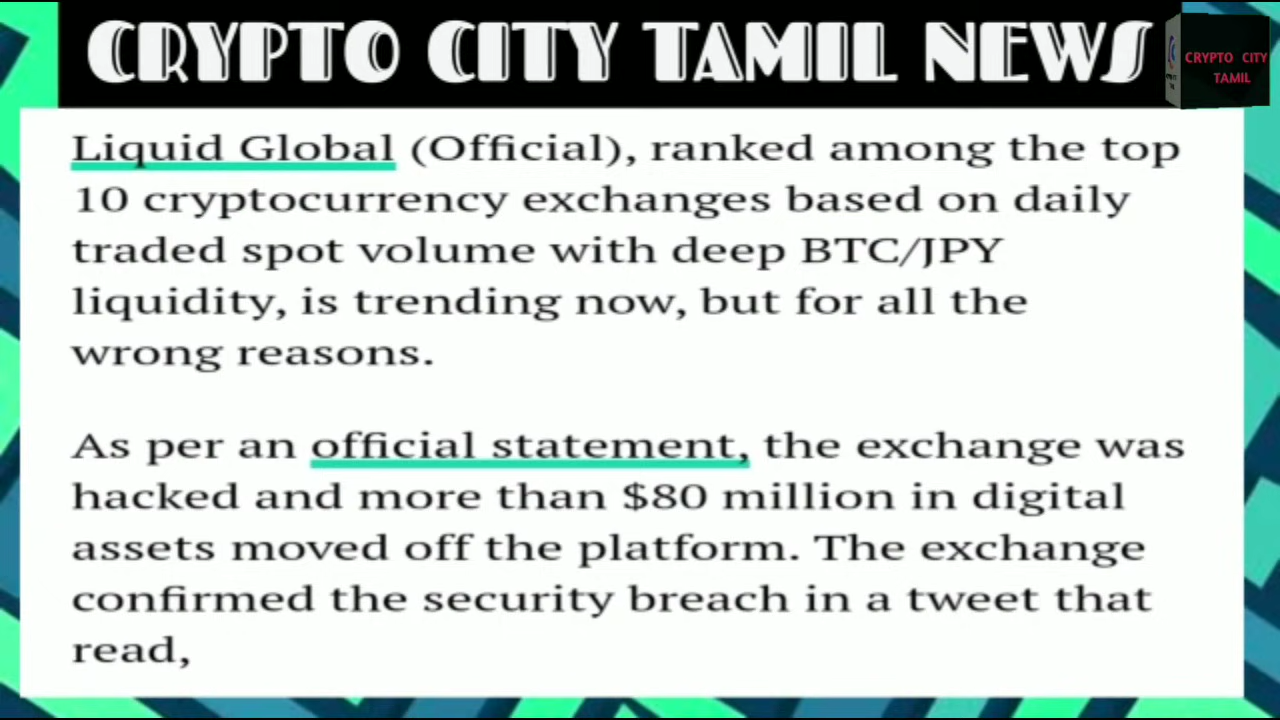 CRYPTO CITY TAMIL NEWS
CRYPTO CITY
TAMIL
Liquid Global (Official), ranked among the top
10 cryptocurrency exchanges based on daily
traded spot volume with deep BTC/JPY
liquidity, is trending now, but for all the
wrong reasons.
As per an official statement, the exchange was
hacked and more than $80 million in digital
assets moved off the platform. The exchange
confirmed the security breach in a tweet that
read,